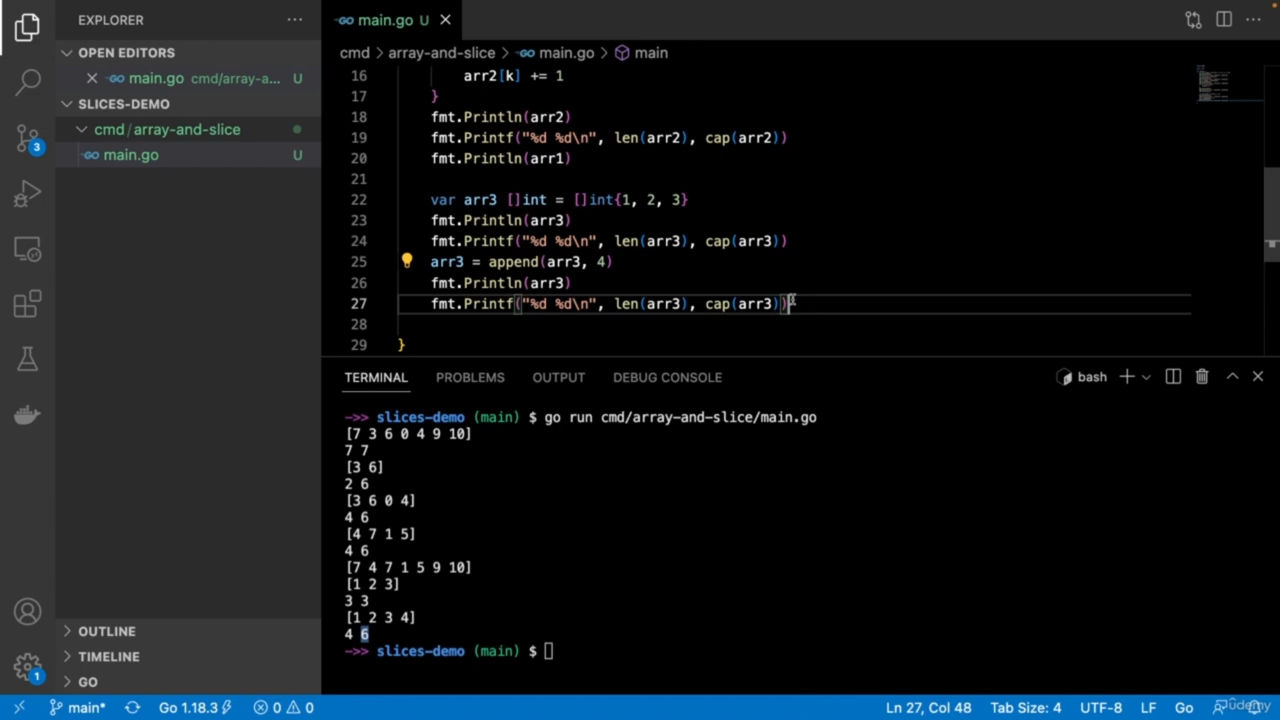 EXPLORER
main.go U
OPEN EDITORS
main.go cmd/array-a... U
SLICES-DEMO
cmd/array-and-slice
main.go U
3
OUTLINE
TIMELINE
GO
1
cmd > array-and-slice > main.go > main
16 arr2[k] += 1
17 }
18 fmt.Println(arr2)
19 fmt.Printf("%d %d\n", len(arr2), cap(arr2))
20 fmt.Println(arr1)
21
22 var arr3 []int = []int{1, 2, 3}
23 fmt.Println(arr3)
24 fmt.Printf("%d %d\n", len(arr3), cap(arr3))
25 arr3 = append(arr3, 4)
26 fmt.Println(arr3)
27 fmt.Printf("%d %d\n", len(arr3), cap(arr3))
28
29 }
TERMINAL PROBLEMS OUTPUT DEBUG CONSOLE bash
->> slices-demo (main) $ go run cmd/array-and-slice/main.go
[7 3 6 0 4 9 10]
7 7
[3 6]
2 6
[3 6 0 4]
4 6
[4 7 1 5]
4 6
[7 4 7 1 5 9 10]
[1 2 3]
3 3
[1 2 3 4]
4 6
->> slices-demo (main) $
main* Go 1.18.3 0 0 Ln 27, Col 48 Tab Size: 4 UTF-8 LF Go
udemy